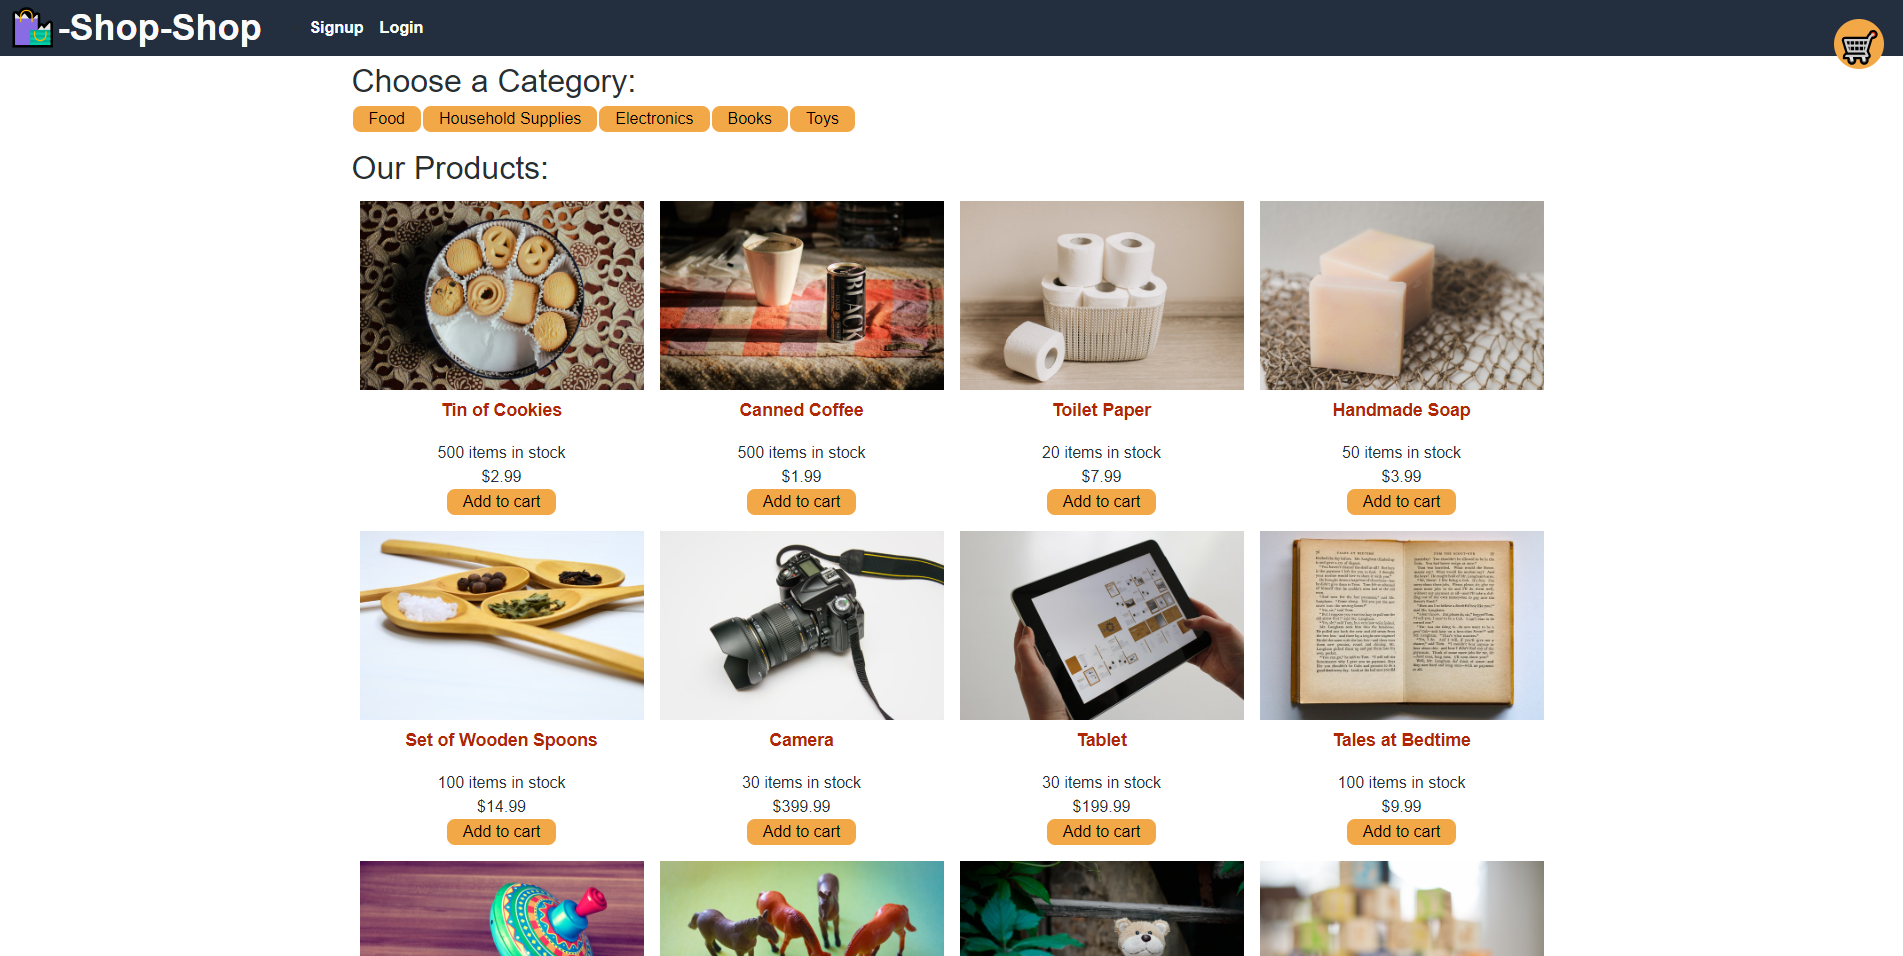 -Shop-Shop
Signup Login
Choose a Category:
Food Household Supplies Electronics Books Toys
Our Products:
BLACK
Tin of Cookies Canned Coffee Toilet Paper Handmade Soap
500 items in stock 500 items in stock 20 items in stock 50 items in stock
$2.99 $1.99 $7.99 $3.99
Add to cart Add to cart Add to cart Add to cart
Set of Wooden Spoons Camera Tablet Tales at Bedtime
100 items in stock 30 items in stock 30 items in stock 100 items in stock
$14.99 $399.99 $199.99 $9.99
Add to cart Add to cart Add to cart Add to cart